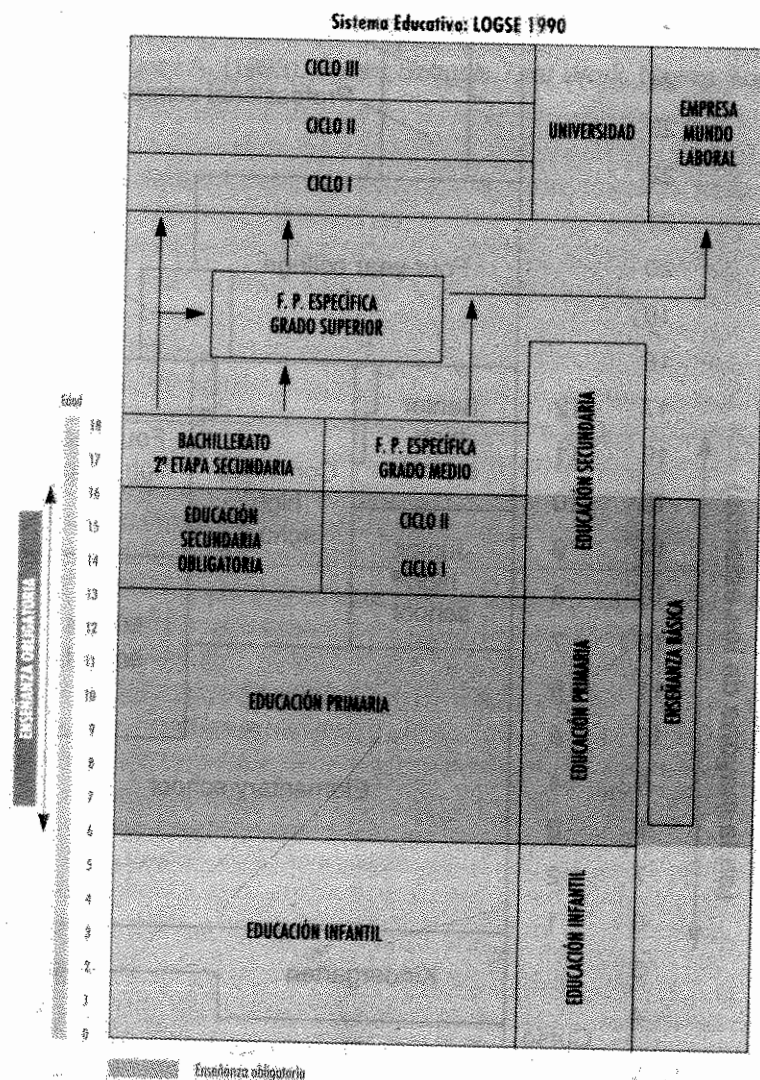 Sistema Educativo: LOGSE 1990
CICLO III
CICLO II
CICLO I
UNIVERSIDAD
EMPRESA
MUNDO
LABORAL
F. P. ESPECÍFICA
GRADO SUPERIOR
Edad
18
17
16
15
14
13
12
11
10
9
8
7
6
5
4
3
2
1
0
BACHILLERATO
2ª ETAPA SECUNDARIA
F. P. ESPECÍFICA
GRADO MEDIO
EDUCACIÓN
SECUNDARIA
OBLIGATORIA
CICLO II
CICLO I
EDUCACIÓN SECUNDARIA
ENSEÑANZA OBLIGATORIA
EDUCACIÓN PRIMARIA
EDUCACIÓN PRIMARIA
ENSEÑANZA BÁSICA
EDUCACIÓN INFANTIL
EDUCACIÓN INFANTIL
Enseñanza obligatoria